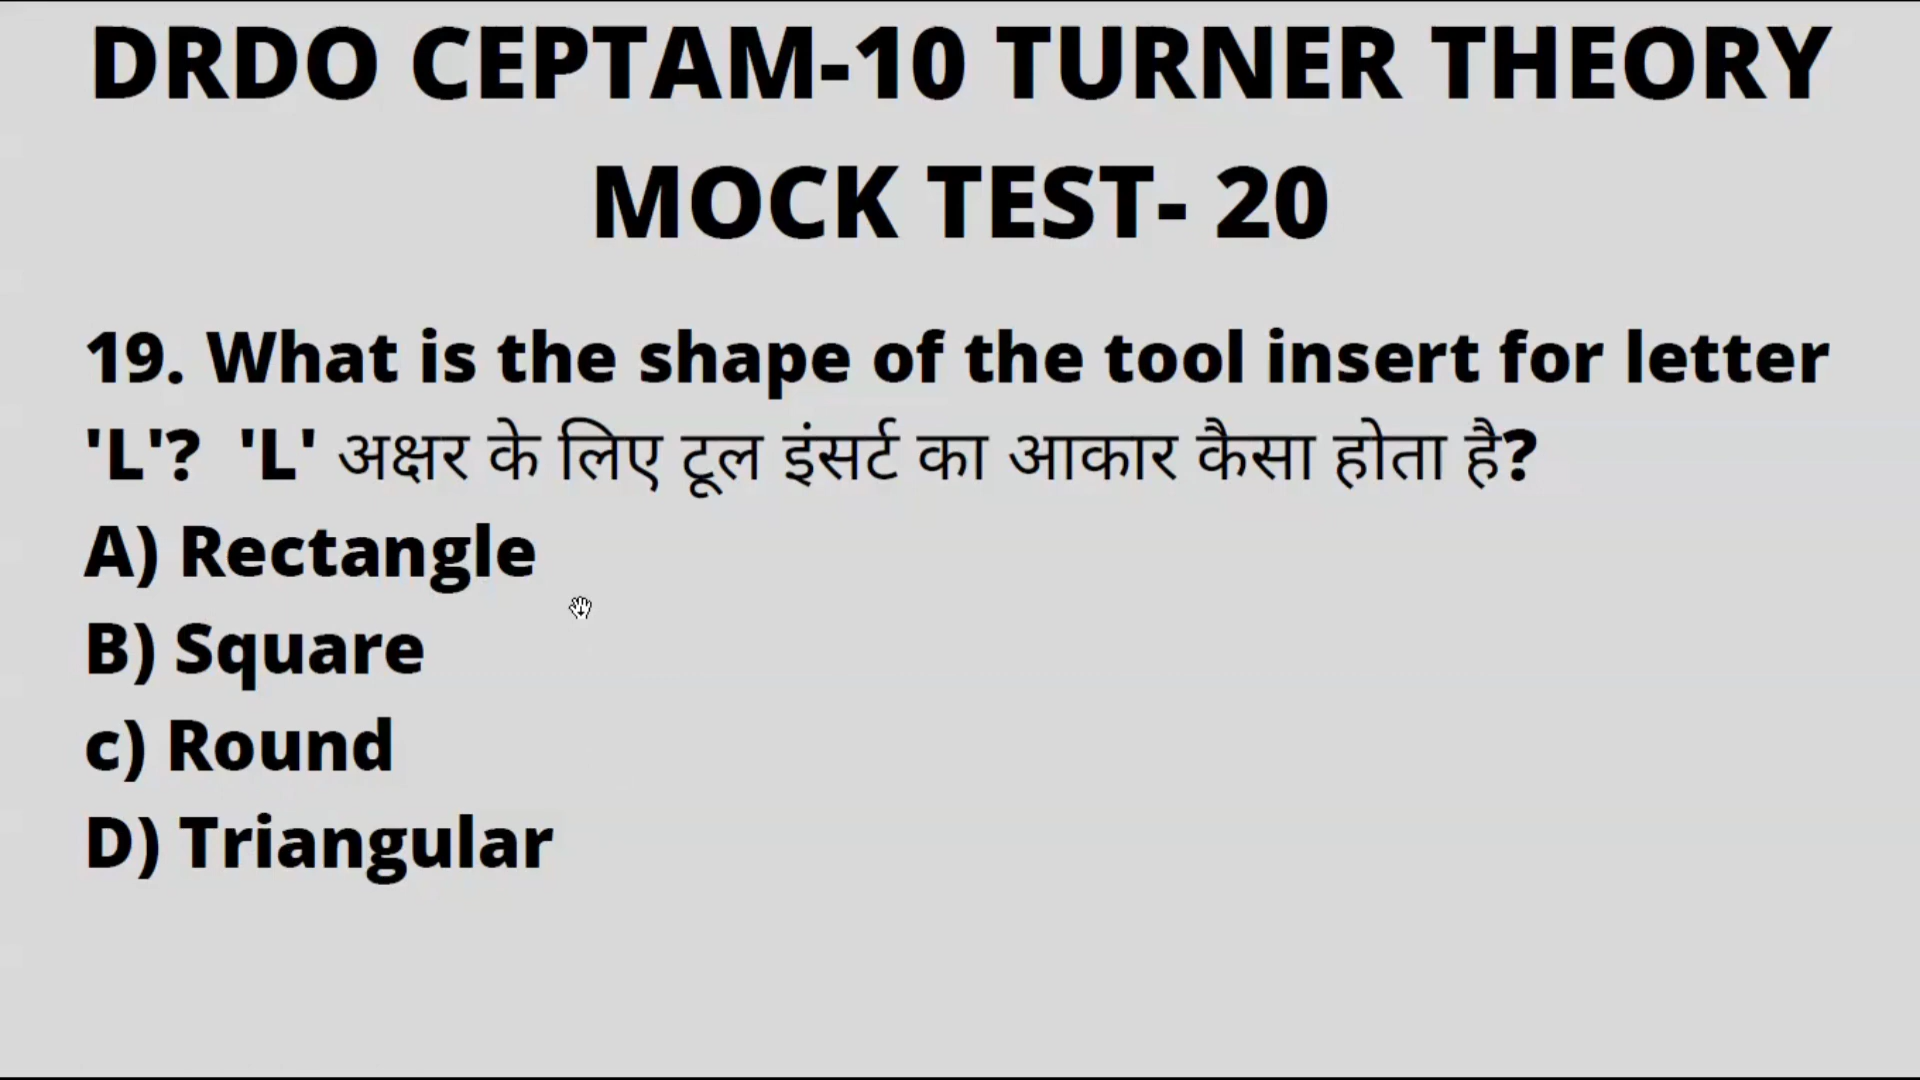 DRDO CEPTAM-10 TURNER THEORY
MOCK TEST- 20
19. What is the shape of the tool insert for letter
'L'? 'L' अक्षर के लिए टूल इंसर्ट का आकार कैसा होता है?
A) Rectangle
B) Square
c) Round
D) Triangular